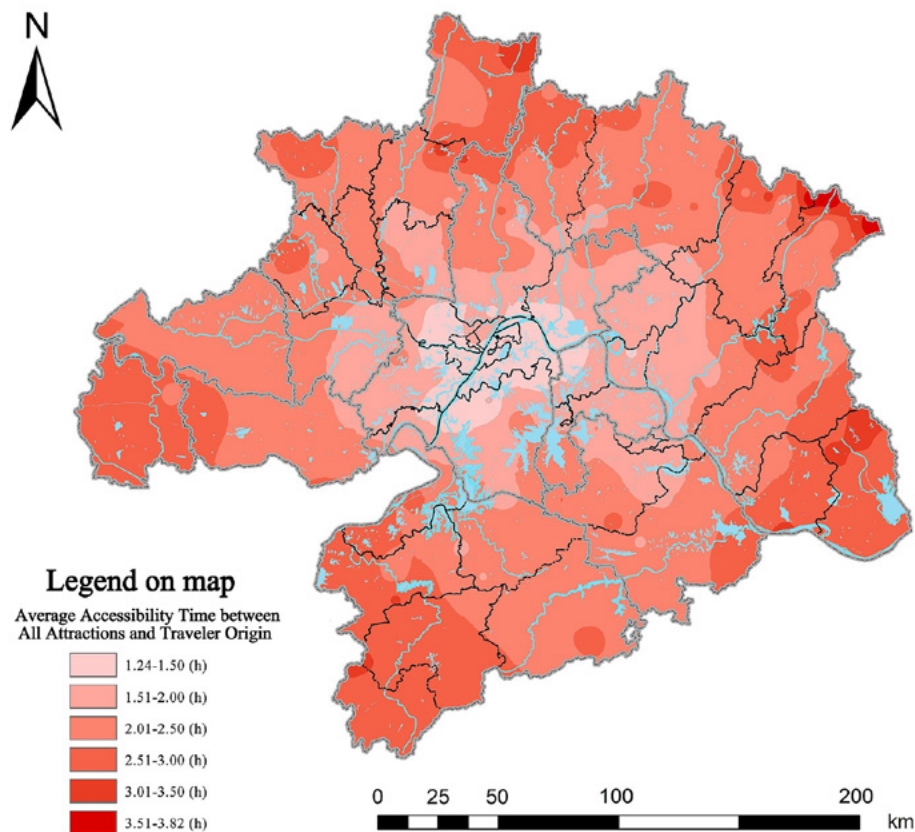 N
Legend on map
Average Accessibility Time between
All Attractions and Traveler Origin
1.24-1.50 (h)
1.51-2.00 (h)
2.01-2.50 (h)
2.51-3.00 (h)
3.01-3.50 (h)
3.51-3.82 (h)
0 25 50 100 200
km